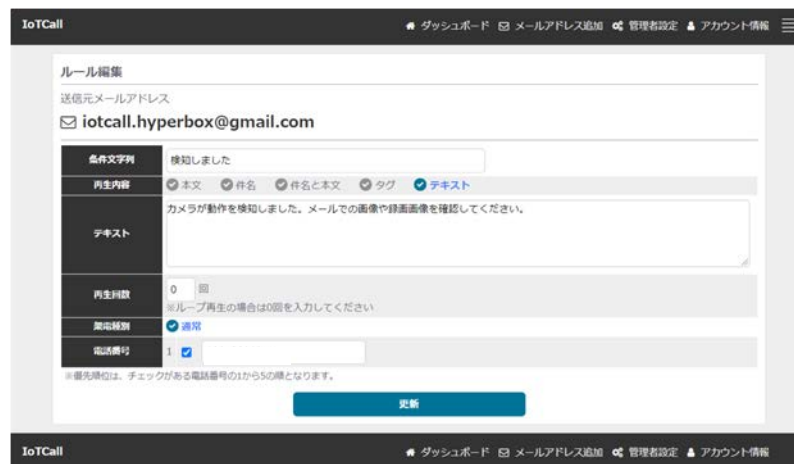 IoTCall
ダッシュボード メールアドレス追加 管理者設定 アカウント情報
ルール編集
送信元メールアドレス
iotcall.hyperbox@gmail.com
条件文字列 検知しました
再生内容 本文 件名 件名と本文 タグ テキスト
テキスト カメラが動作を検知しました。メールでの画像や録画画像を確認してください。
再生回数 0 回
※ループ再生の場合は0回を入力してください
架電種別 通常
電話番号 1
※優先順位は、チェックがある電話番号の1から5の順となります。
更新
IoTCall
ダッシュボード メールアドレス追加 管理者設定 アカウント情報